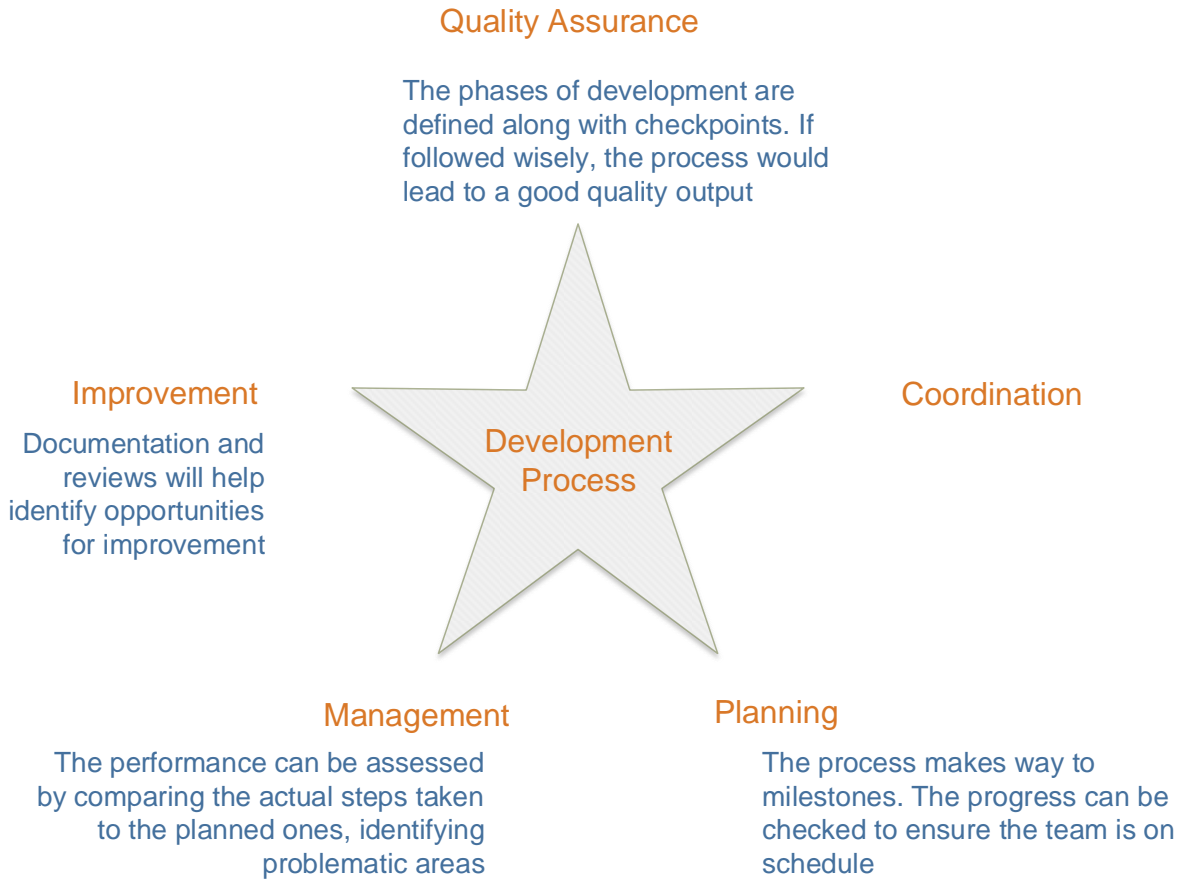 Quality Assurance
The phases of development are
defined along with checkpoints. If
followed wisely, the process would
lead to a good quality output
Improvement
Documentation and
reviews will help
identify opportunities
for improvement
Development
Process
Coordination
Management
The performance can be assessed
by comparing the actual steps taken
to the planned ones, identifying
problematic areas
Planning
The process makes way to
milestones. The progress can be
checked to ensure the team is on
schedule